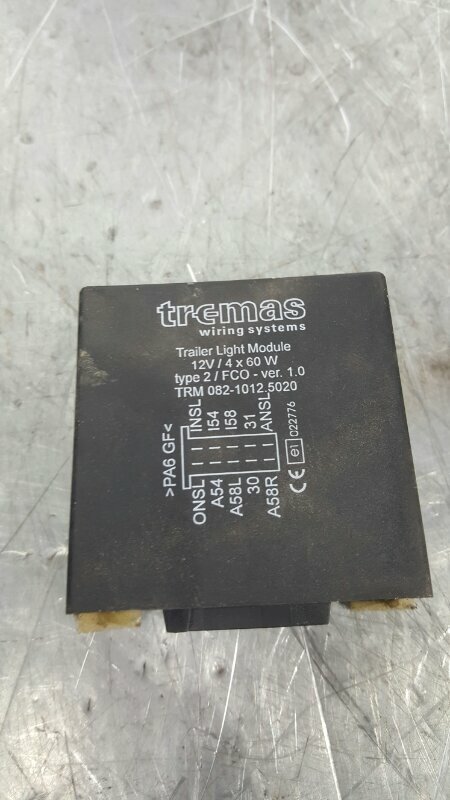 tremas
wiring systems
Trailer Light Module
12V / 4 x 60 W
type 2 / FCO - ver. 1.0
TRM 082-1012.5020
>PA6 GF<
INSL
I54
I58
31
ANSL
ONSL
A54
A58L
30
A58R
CE
e1
022776